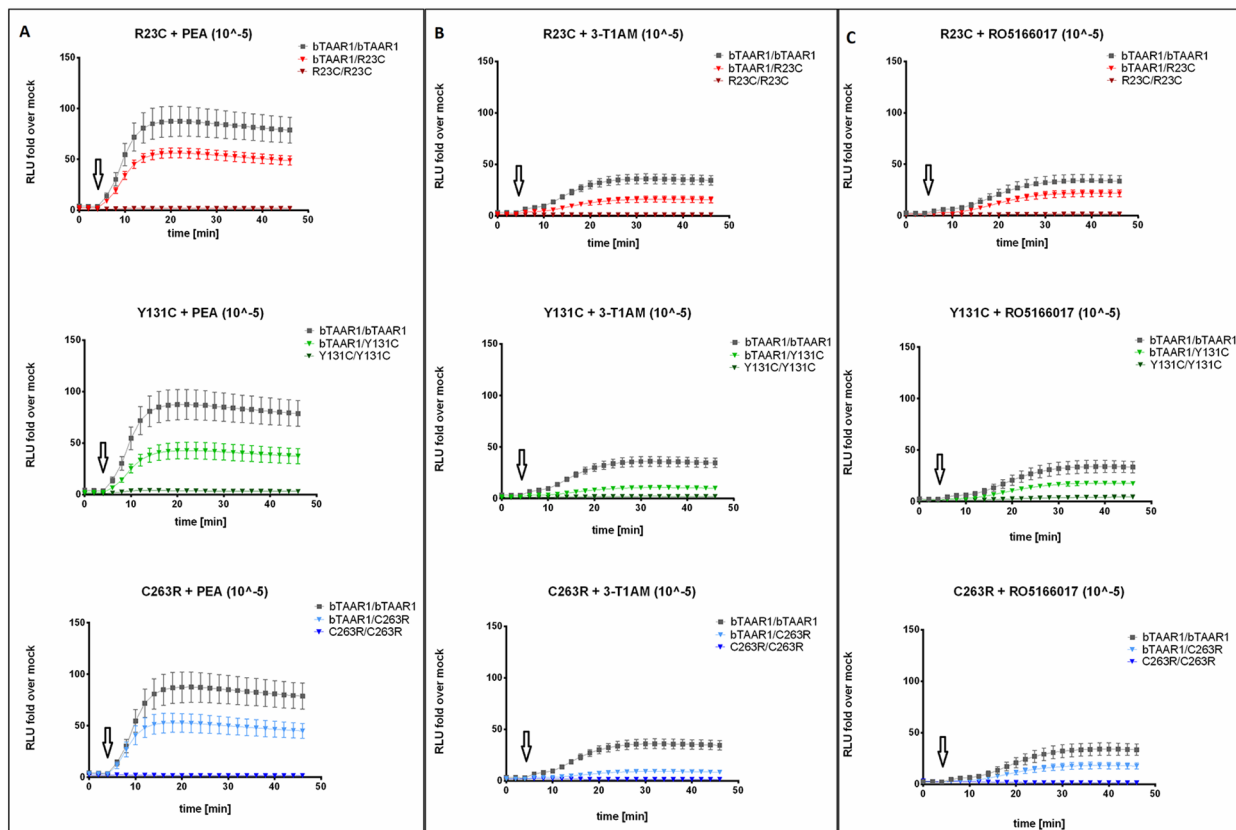 A
R23C + PEA (10^-5)
bTAAR1/bTAAR1
bTAAR1/R23C
R23C/R23C
RLU fold over mock
150
100
50
0
0 10 20 30 40 50
time [min]
Y131C + PEA (10^-5)
bTAAR1/bTAAR1
bTAAR1/Y131C
Y131C/Y131C
RLU fold over mock
150
100
50
0
0 10 20 30 40 50
time [min]
C263R + PEA (10^-5)
bTAAR1/bTAAR1
bTAAR1/C263R
C263R/C263R
RLU fold over mock
150
100
50
0
0 10 20 30 40 50
time [min]
B
R23C + 3-T1AM (10^-5)
bTAAR1/bTAAR1
bTAAR1/R23C
R23C/R23C
RLU fold over mock
150
100
50
0
0 10 20 30 40 50
time [min]
Y131C + 3-T1AM (10^-5)
bTAAR1/bTAAR1
bTAAR1/Y131C
Y131C/Y131C
RLU fold over mock
150
100
50
0
0 10 20 30 40 50
time [min]
C263R + 3-T1AM (10^-5)
bTAAR1/bTAAR1
bTAAR1/C263R
C263R/C263R
RLU fold over mock
150
100
50
0
0 10 20 30 40 50
time [min]
C
R23C + RO5166017 (10^-5)
bTAAR1/bTAAR1
bTAAR1/R23C
R23C/R23C
RLU fold over mock
150
100
50
0
0 10 20 30 40 50
time [min]
Y131C + RO5166017 (10^-5)
bTAAR1/bTAAR1
bTAAR1/Y131C
Y131C/Y131C
RLU fold over mock
150
100
50
0
0 10 20 30 40 50
time [min]
C263R + RO5166017 (10^-5)
bTAAR1/bTAAR1
bTAAR1/C263R
C263R/C263R
RLU fold over mock
150
100
50
0
0 10 20 30 40 50
time [min]